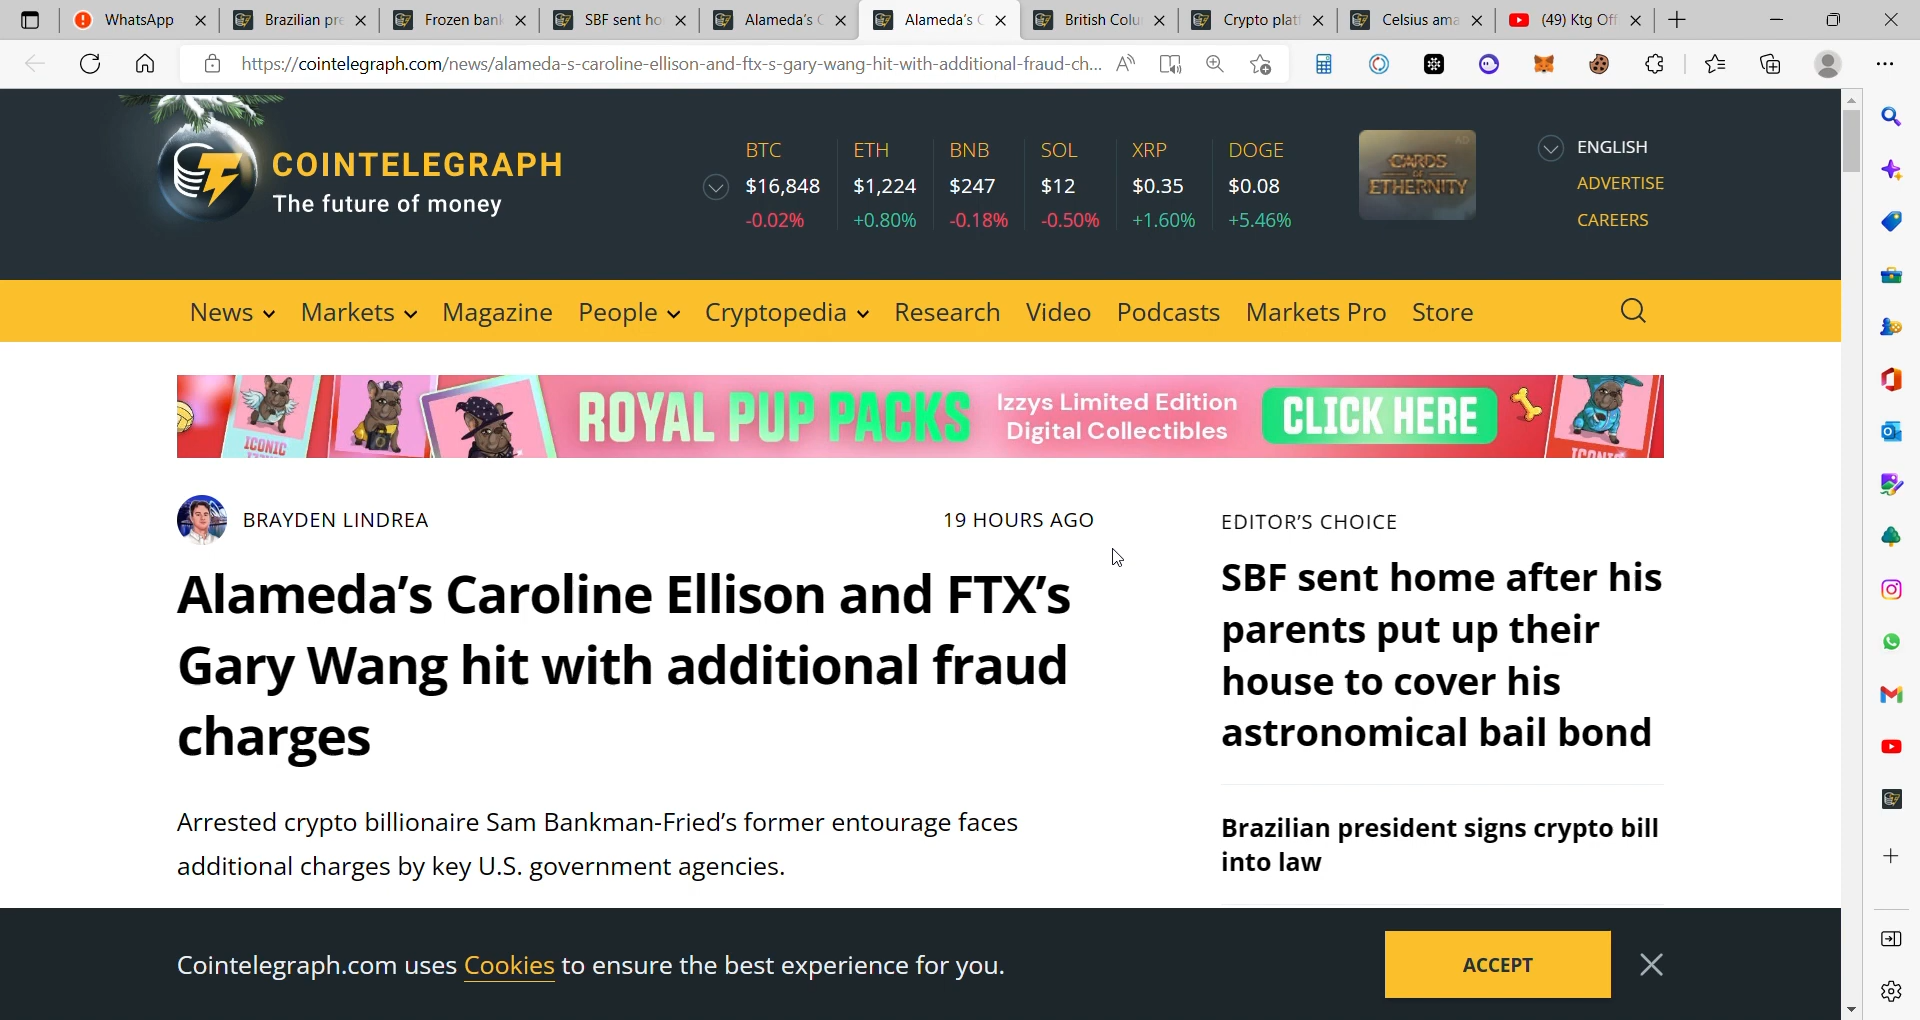 WhatsApp
Brazilian pre
Frozen bank
SBF sent ho
Alameda's C
Alameda's C
British Colu
Crypto plat
Celsius ama
(49) Ktg Off
https://cointelegraph.com/news/alameda-s-caroline-ellison-and-ftx-s-gary-wang-hit-with-additional-fraud-ch...
COINTELEGRAPH
The future of money
BTC ETH BNB SOL XRP DOGE
$16,848 $1,224 $247 $12 $0.35 $0.08
-0.02% +0.80% -0.18% -0.50% +1.60% +5.46%
AD
CARDS
OF
ETHERNITY
ENGLISH
ADVERTISE
CAREERS
News Markets Magazine People Cryptopedia Research Video Podcasts Markets Pro Store
ICONIC
ROYAL PUP PACKS
Izzys Limited Edition
Digital Collectibles
CLICK HERE
ICONIC
BRAYDEN LINDREA
19 HOURS AGO
Alameda's Caroline Ellison and FTX's
Gary Wang hit with additional fraud
charges
Arrested crypto billionaire Sam Bankman-Fried's former entourage faces
additional charges by key U.S. government agencies.
EDITOR'S CHOICE
SBF sent home after his
parents put up their
house to cover his
astronomical bail bond
Brazilian president signs crypto bill
into law
Cointelegraph.com uses Cookies to ensure the best experience for you.
ACCEPT